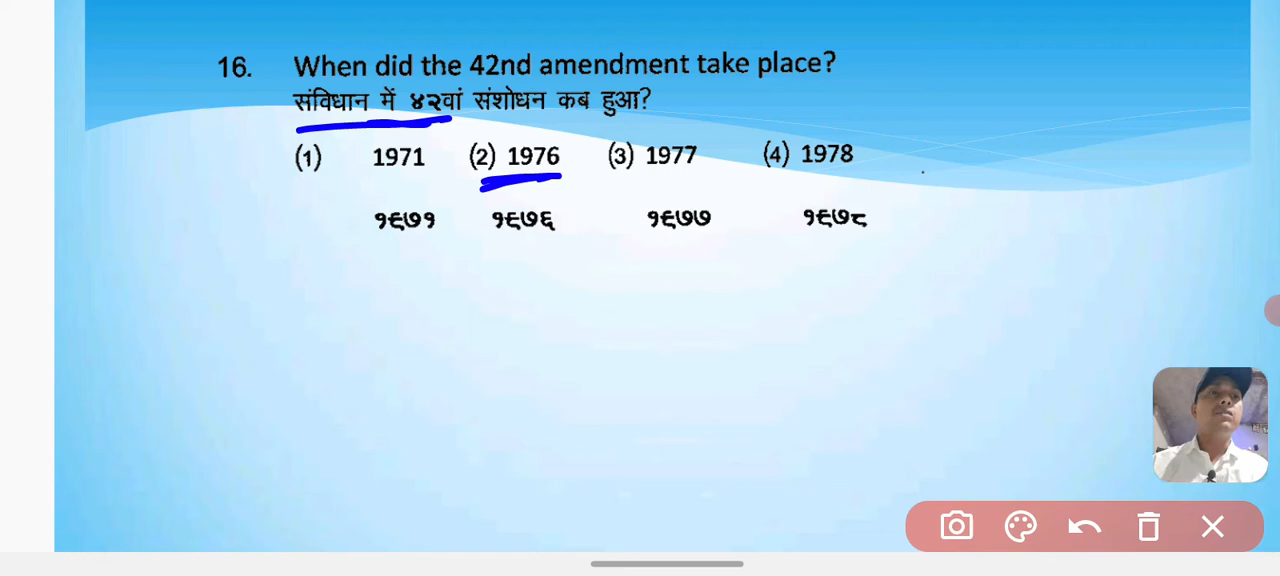 16. When did the 42nd amendment take place?
संविधान में ४२वां संशोधन कब हुआ?
(1) 1971 (2) 1976 (3) 1977 (4) 1978
१९७१ १९७६ १९७७ १९७८